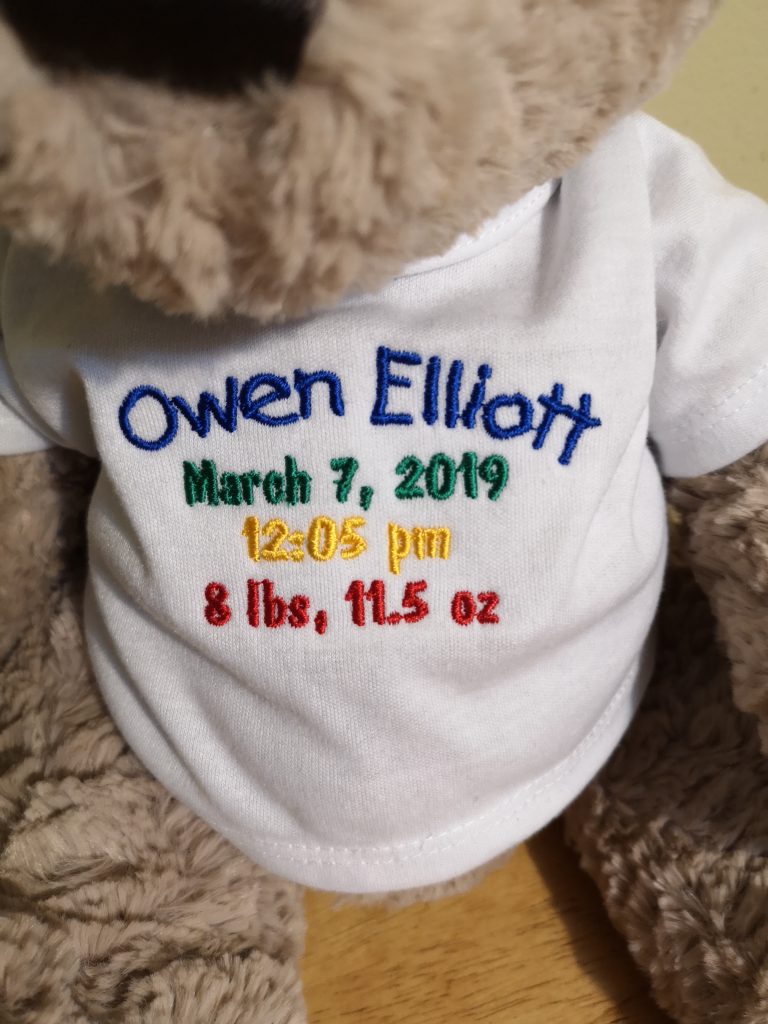 Owen Elliott
March 7, 2019
12:05 pm
8 lbs, 11.5 oz